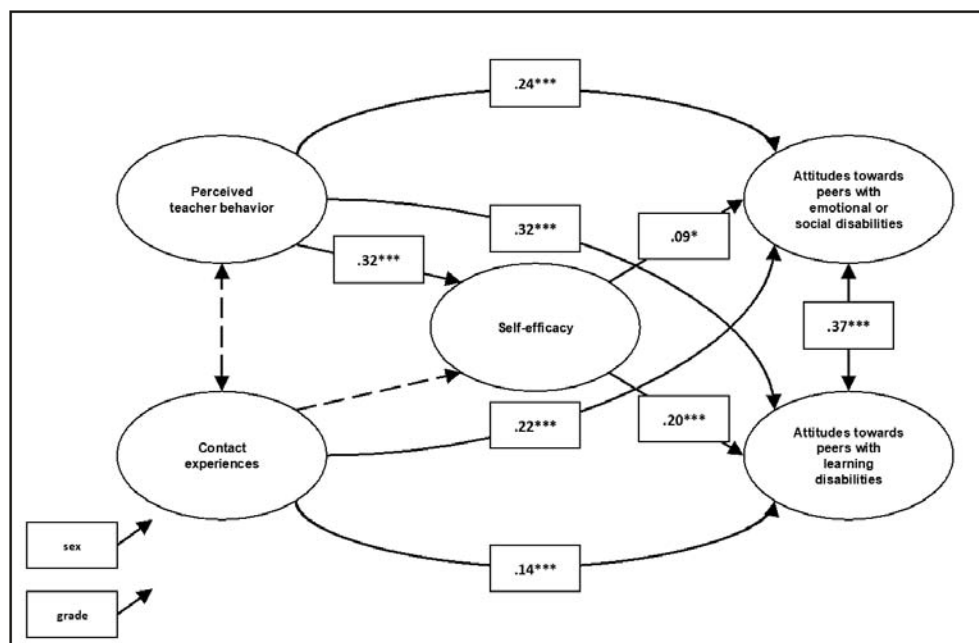 .24***
Perceived
teacher behavior
Attitudes towards
peers with
emotional or
social disabilities
.32***
.09*
.32***
Self-efficacy
.37***
.22***
.20***
Contact
experiences
Attitudes towards
peers with
learning
disabilities
sex
.14***
grade